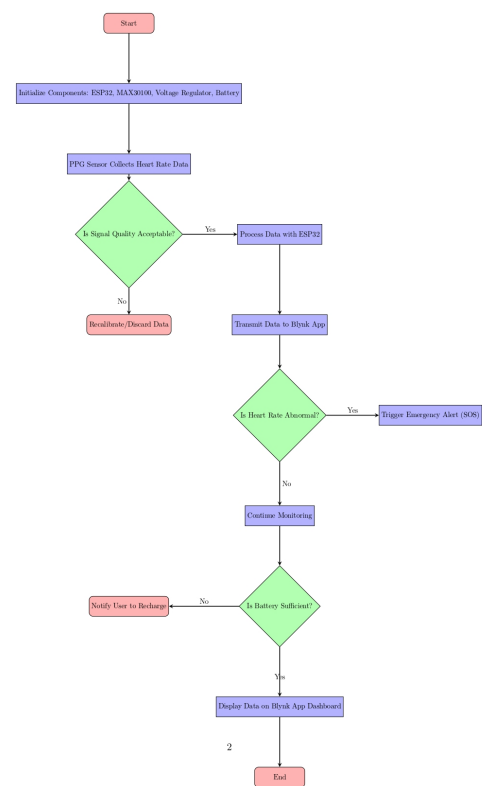 Start
Initialize Components: ESP32, MAX30100, Voltage Regulator, Battery
PPG Sensor Collects Heart Rate Data
Is Signal Quality Acceptable?
Yes
Process Data with ESP32
No
Recalibrate/Discard Data
Transmit Data to Blynk App
Is Heart Rate Abnormal?
Yes
Trigger Emergency Alert (SOS)
No
Continue Monitoring
Is Battery Sufficient?
No
Notify User to Recharge
Yes
Display Data on Blynk App Dashboard
2
End